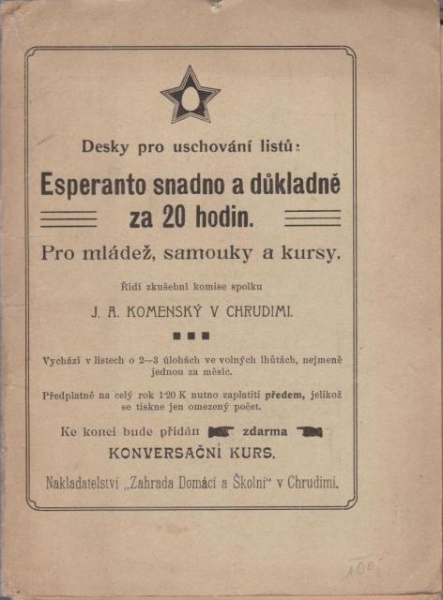 Desky pro uschování listů:
Esperanto snadno a důkladně
za 20 hodin.
Pro mládež, samouky a kursy.
Řídí zkušební komise spolku
J. A. KOMENSKÝ V CHRUDIMI.
Vychází v listech o 2—3 úlohách ve volných lhůtách, nejméně
jednou za měsíc.
Předplatné na celý rok 1·20 K nutno zaplatiti předem, jelikož
se tiskne jen omezený počet.
Ke konci bude přidán zdarma
KONVERSAČNÍ KURS.
Nakladatelství „Zahrada Domácí a Školní" v Chrudimi.
100,